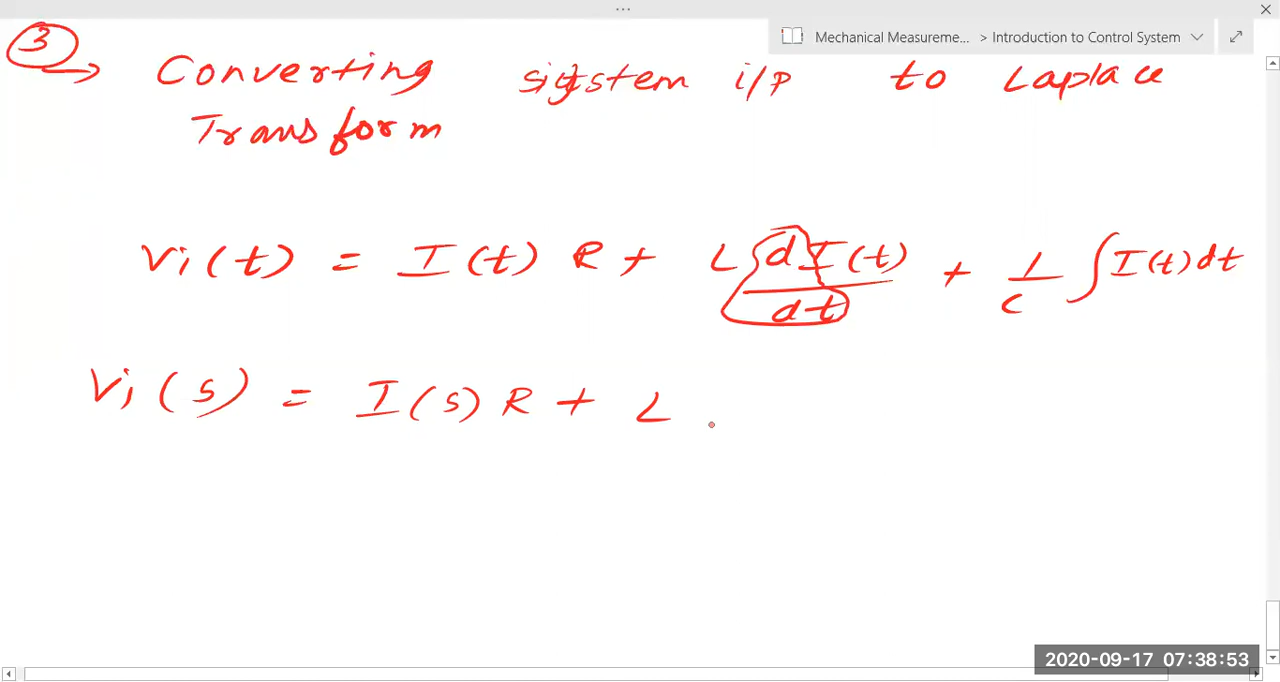 Mechanical Measureme... > Introduction to Control System
③
→ Converting system i/p to Laplace
Transform
Vi(t) = I(t) R + L dI(t)/dt + 1/C ∫I(t)dt
Vi(s) = I(s) R + L
2020-09-17 07:38:53